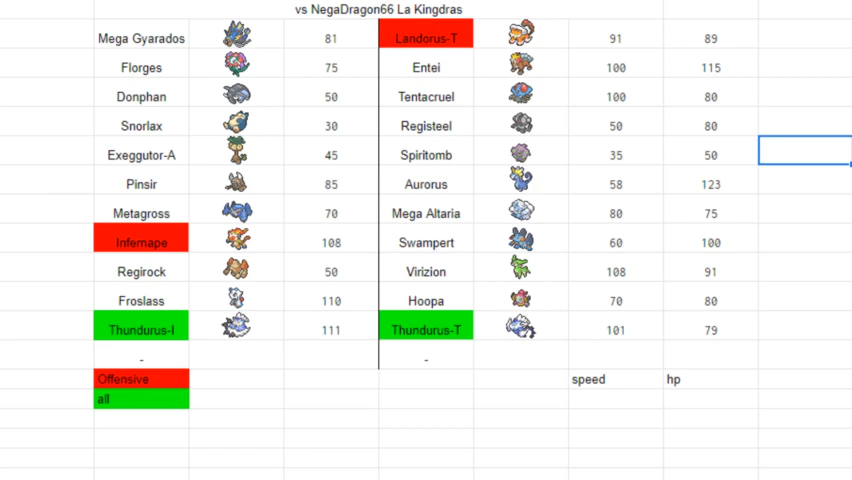 vs NegaDragon66 La Kingdras
Mega Gyarados 81 Landorus-T 91 89
Florges 75 Entei 100 115
Donphan 50 Tentacruel 100 80
Snorlax 30 Registeel 50 80
Exeggutor-A 45 Spiritomb 35 50
Pinsir 85 Aurorus 58 123
Metagross 70 Mega Altaria 80 75
Infernape 108 Swampert 60 100
Regirock 50 Virizion 108 91
Froslass 110 Hoopa 70 80
Thundurus-I 111 Thundurus-T 101 79
- -
Offensive speed hp
all